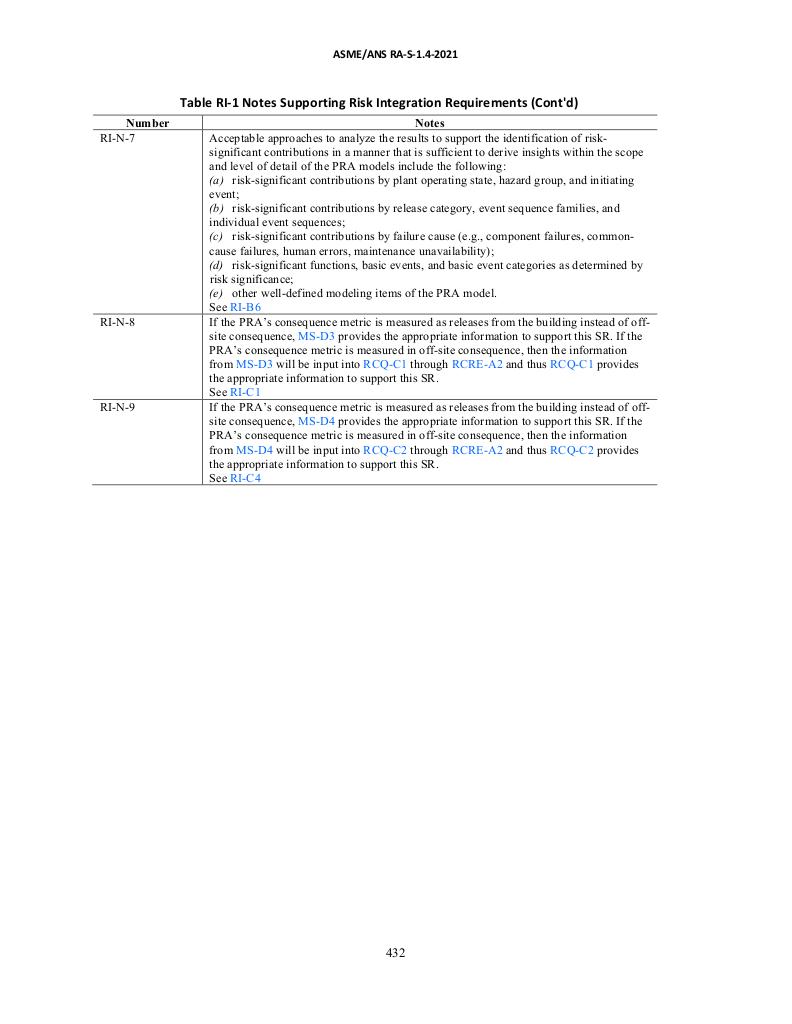 ASME/ANS RA-S-1.4-2021
Table RI-1 Notes Supporting Risk Integration Requirements (Cont'd)
Number Notes
RI-N-7 Acceptable approaches to analyze the results to support the identification of risk-
significant contributions in a manner that is sufficient to derive insights within the scope
and level of detail of the PRA models include the following:
(a) risk-significant contributions by plant operating state, hazard group, and initiating
event;
(b) risk-significant contributions by release category, event sequence families, and
individual event sequences;
(c) risk-significant contributions by failure cause (e.g., component failures, common-
cause failures, human errors, maintenance unavailability);
(d) risk-significant functions, basic events, and basic event categories as determined by
risk significance;
(e) other well-defined modeling items of the PRA model.
See RI-B6
RI-N-8 If the PRA's consequence metric is measured as releases from the building instead of off-
site consequence, MS-D3 provides the appropriate information to support this SR. If the
PRA's consequence metric is measured in off-site consequence, then the information
from MS-D3 will be input into RCQ-C1 through RCRE-A2 and thus RCQ-C1 provides
the appropriate information to support this SR.
See RI-C1
RI-N-9 If the PRA's consequence metric is measured as releases from the building instead of off-
site consequence, MS-D4 provides the appropriate information to support this SR. If the
PRA's consequence metric is measured in off-site consequence, then the information
from MS-D4 will be input into RCQ-C2 through RCRE-A2 and thus RCQ-C2 provides
the appropriate information to support this SR.
See RI-C4
432